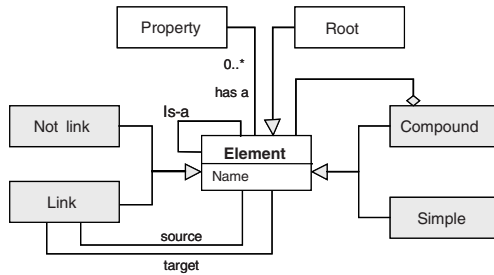 Property
Root
0..*
has a
Is-a
Not link
Compound
Element
Name
Link
Simple
source
target